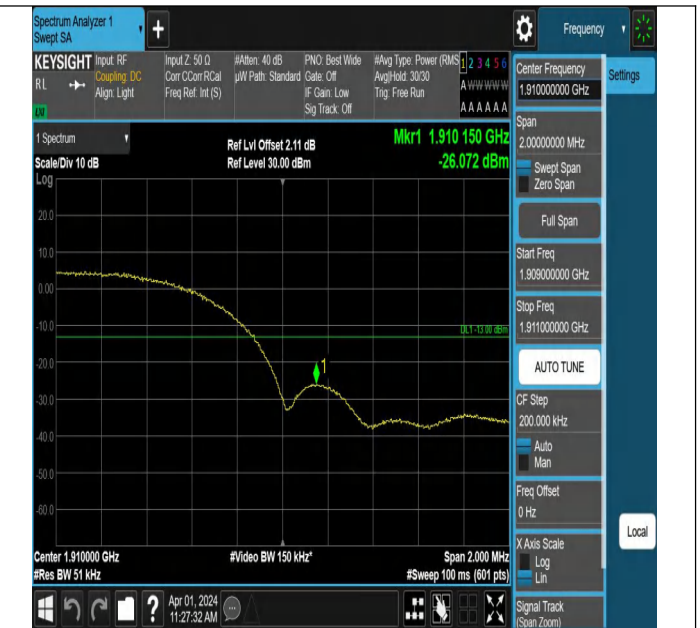 Spectrum Analyzer 1
Swept SA
+
Frequency
KEYSIGHT
RL
Input: RF
Coupling: DC
Align: Light
Input Z: 50 Ω
Corr CCorr RCal
Freq Ref: Int (S)
#Atten: 40 dB
µW Path: Standard
PNO: Best Wide
Gate: Off
IF Gain: Low
Sig Track: Off
#Avg Type: Power (RMS
Avg|Hold: 30/30
Trig: Free Run
1 2 3 4 5 6
A W W W W W
A A A A A A
1 Spectrum
Scale/Div 10 dB
Log
Ref Lvl Offset 2.11 dB
Ref Level 30.00 dBm
Mkr1 1.910 150 GHz
-26.072 dBm
20.0
10.0
0.00
-10.0
-20.0
-30.0
-40.0
-50.0
-60.0
DL1 -13.00 dBm
1
Center 1.910000 GHz
#Res BW 51 kHz
#Video BW 150 kHz*
Span 2.000 MHz
#Sweep 100 ms (601 pts)
?
Apr 01, 2024
11:27:32 AM
Center Frequency
1.910000000 GHz
Span
2.00000000 MHz
Swept Span
Zero Span
Full Span
Start Freq
1.909000000 GHz
Stop Freq
1.911000000 GHz
AUTO TUNE
CF Step
200.000 kHz
Auto
Man
Freq Offset
0 Hz
X Axis Scale
Log
Lin
Signal Track
(Span Zoom)
Settings
Local